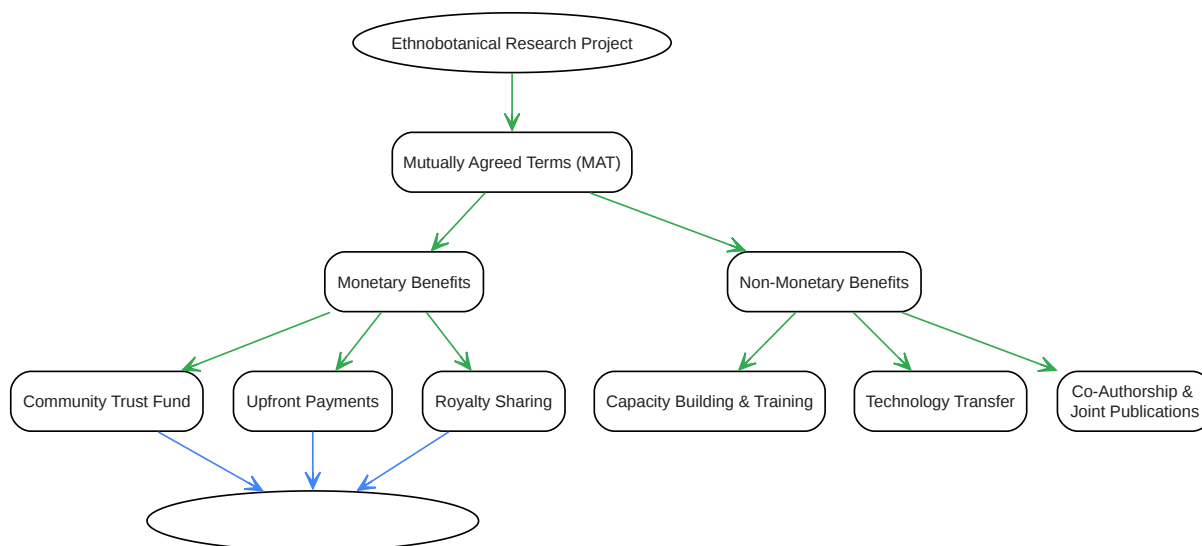 Ethnobotanical Research Project
Mutually Agreed Terms (MAT)
Monetary Benefits
Non-Monetary Benefits
Community Trust Fund
Upfront Payments
Royalty Sharing
Capacity Building & Training
Technology Transfer
Co-Authorship &
Joint Publications